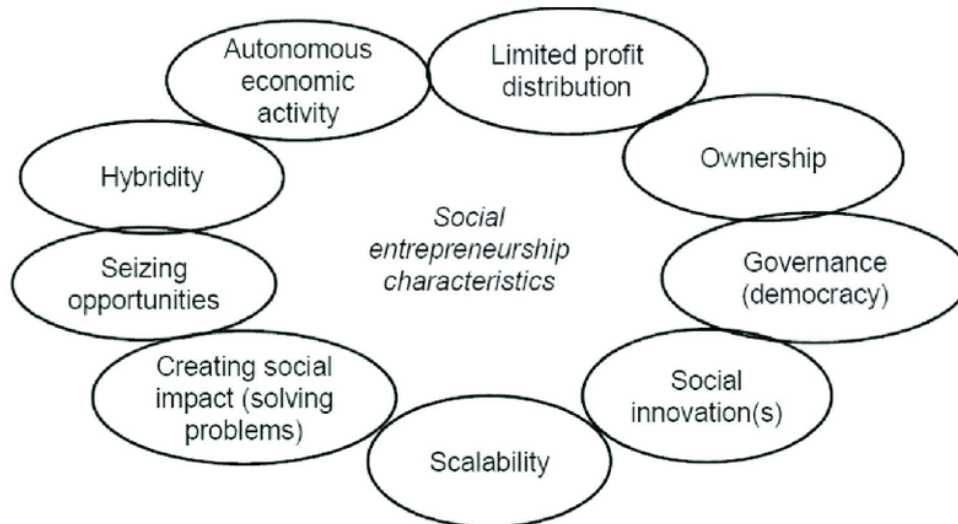 Autonomous
economic
activity
Limited profit
distribution
Hybridity
Ownership
Social
entrepreneurship
characteristics
Seizing
opportunities
Governance
(democracy)
Creating social
impact (solving
problems)
Social
innovation(s)
Scalability